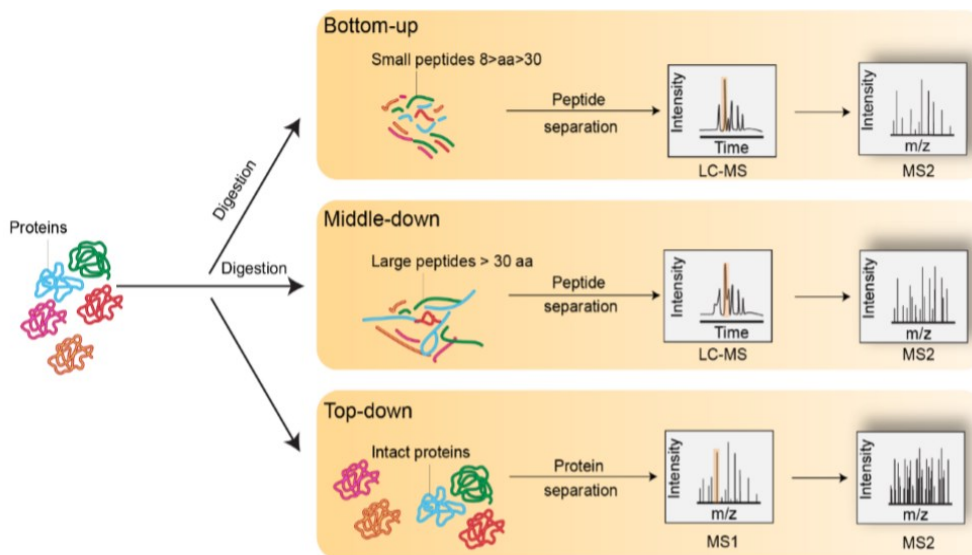 Bottom-up
Small peptides 8>aa>30
Peptide
separation
Intensity
Time
LC-MS
Intensity
m/z
MS2
Digestion
Proteins
Digestion
Middle-down
Large peptides > 30 aa
Peptide
separation
Intensity
Time
LC-MS
Intensity
m/z
MS2
Top-down
Intact proteins
Protein
separation
Intensity
m/z
MS1
Intensity
m/z
MS2